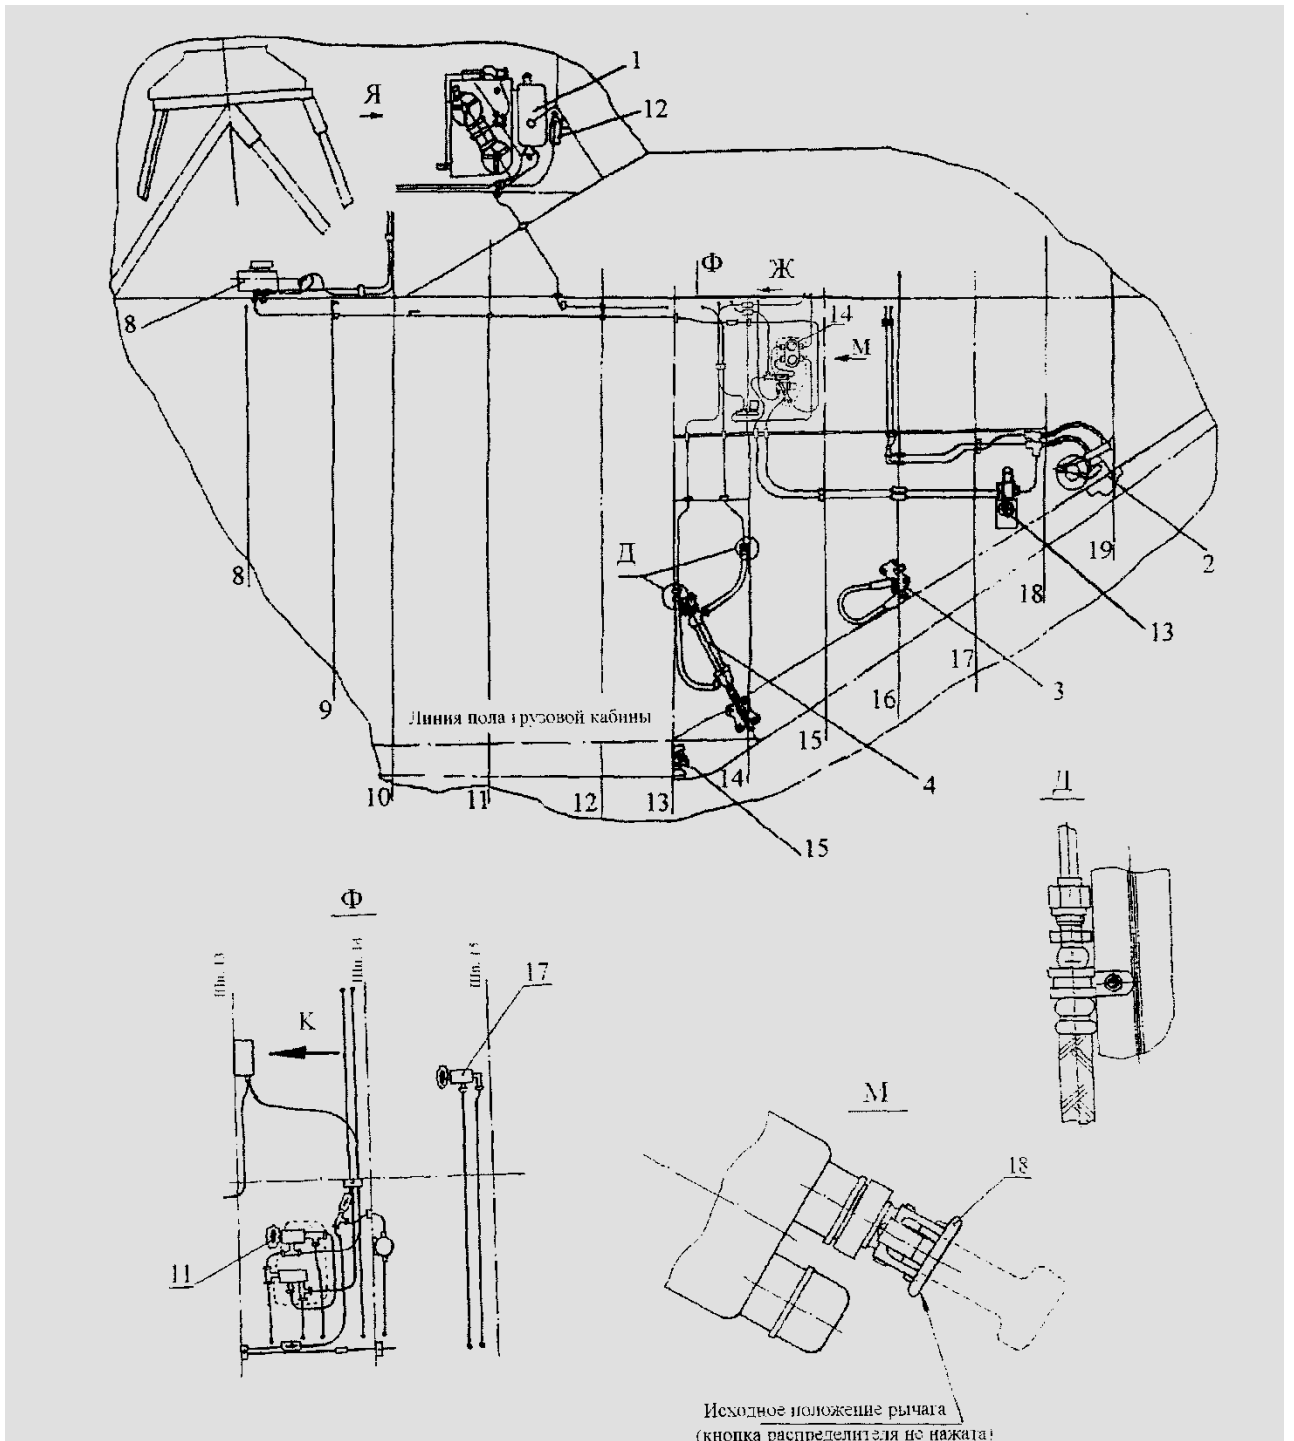 1
Я
12
Ф
Ж
8
14
М
Д
19
2
8
18
13
17
3
16
9
Линия пола грузовой кабины
15
14
4
10
11
12
13
Д
15
Ф
Шп. 13
Шп. 14
Шп. 15
17
К
М
18
11
Исходное положение рычага
(кнопка распределителя не нажата)